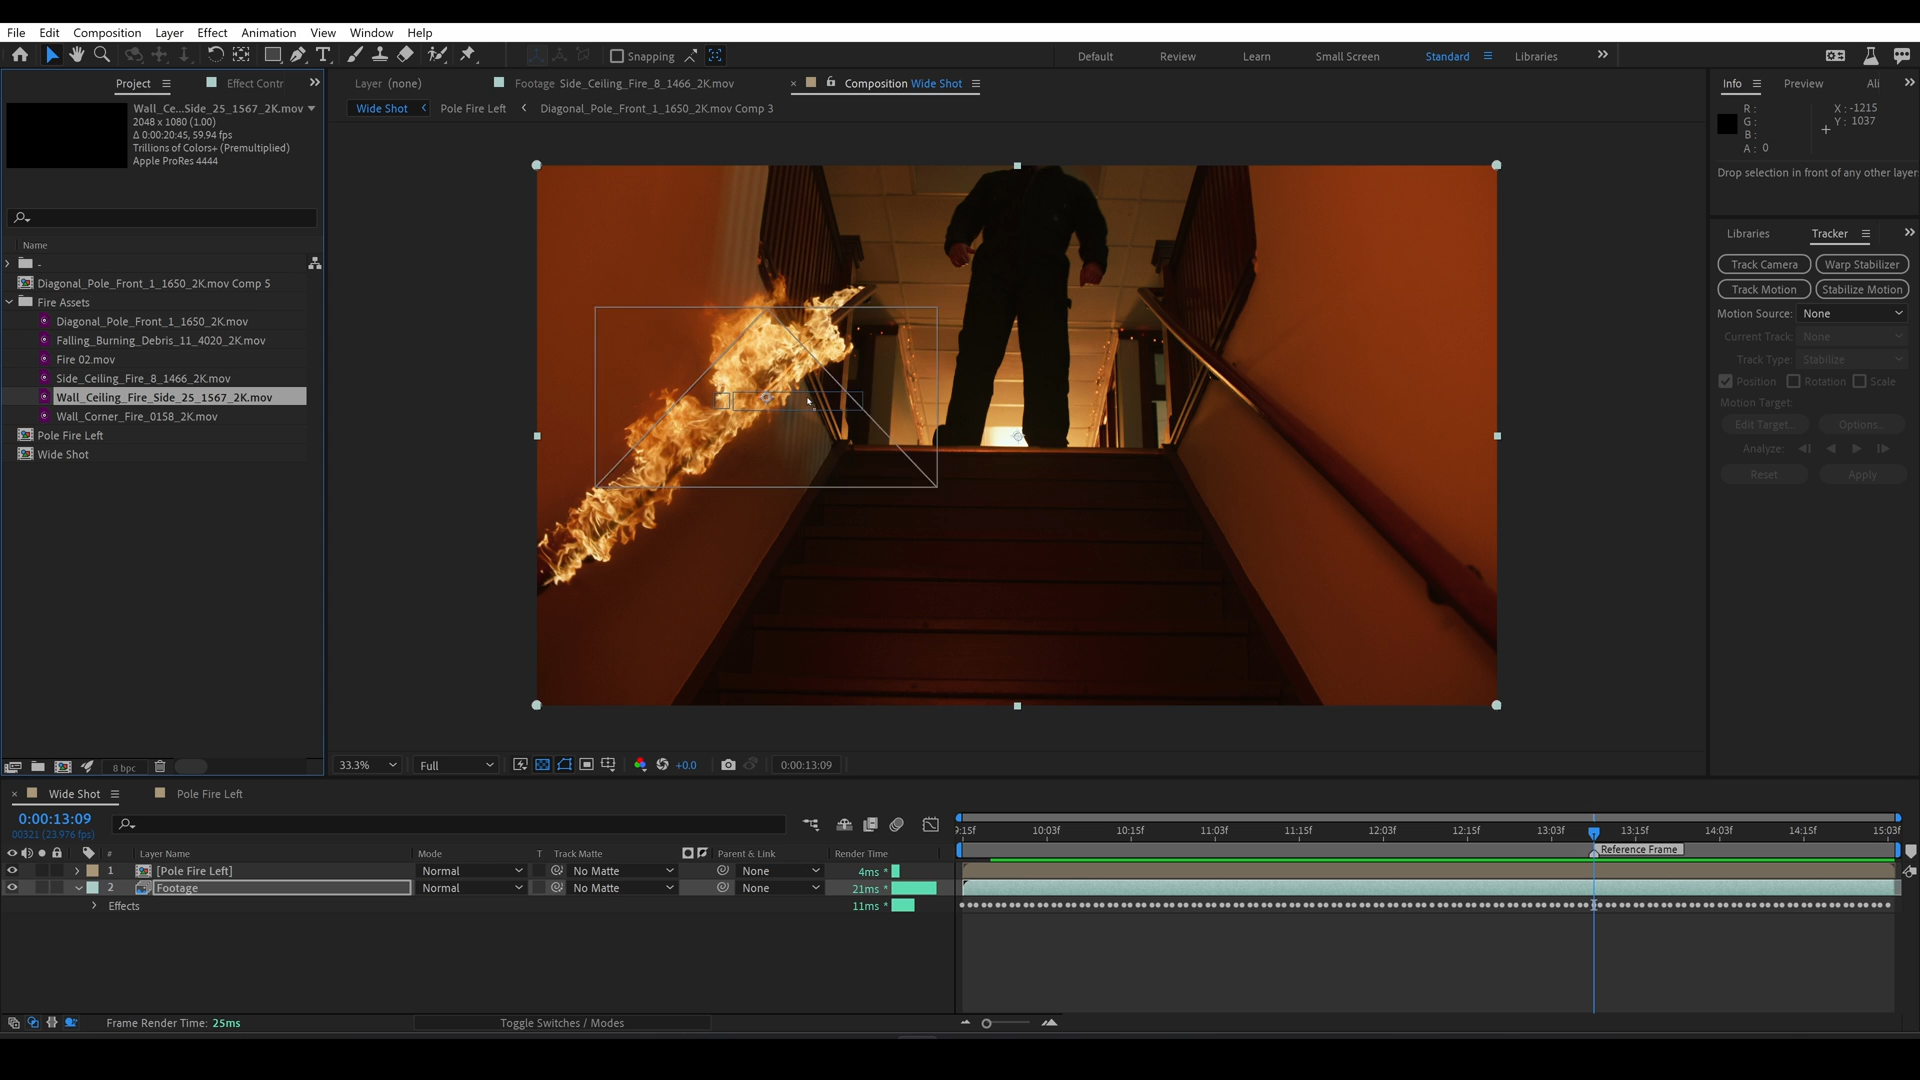 File Edit Composition Layer Effect Animation View Window Help
Snapping Default Review Learn Small Screen Standard Libraries
Project Effect Contr
Layer (none) Footage Side_Ceiling_Fire_8_1466_2K.mov Composition Wide Shot
Info Preview Ali
Wide Shot Pole Fire Left Diagonal_Pole_Front_1_1650_2K.mov Comp 3
Wall_Ce...Side_25_1567_2K.mov
2048 x 1080 (1.00)
Δ 0:00:20:45, 59.94 fps
Trillions of Colors+ (Premultiplied)
Apple ProRes 4444
R :
G :
B :
A : 0
X : -1215
Y : 1037
Drop selection in front of any other layer
Name
-
Diagonal_Pole_Front_1_1650_2K.mov Comp 5
Fire Assets
Diagonal_Pole_Front_1_1650_2K.mov
Falling_Burning_Debris_11_4020_2K.mov
Fire 02.mov
Side_Ceiling_Fire_8_1466_2K.mov
Wall_Ceiling_Fire_Side_25_1567_2K.mov
Wall_Corner_Fire_0158_2K.mov
Pole Fire Left
Wide Shot
Libraries Tracker
Track Camera Warp Stabilizer
Track Motion Stabilize Motion
Motion Source: None
Current Track: None
Track Type: Stabilize
Position Rotation Scale
Motion Target:
Edit Target... Options...
Analyze:
Reset Apply
8 bpc
33.3% Full +0.0 0:00:13:09
Wide Shot Pole Fire Left
0:00:13:09
00321 (23.976 fps)
9:15f 10:03f 10:15f 11:03f 11:15f 12:03f 12:15f 13:03f 13:15f 14:03f 14:15f 15:03f
Reference Frame
# Layer Name Mode T Track Matte Parent & Link Render Time
1 [Pole Fire Left] Normal No Matte None 4ms *
2 Footage Normal No Matte None 21ms *
Effects 11ms *
Frame Render Time: 25ms Toggle Switches / Modes